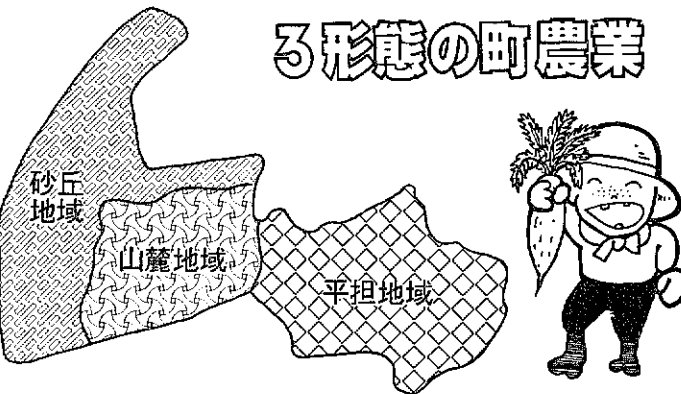 3形態の町農業
砂丘
地域
山麓地域
平担地域